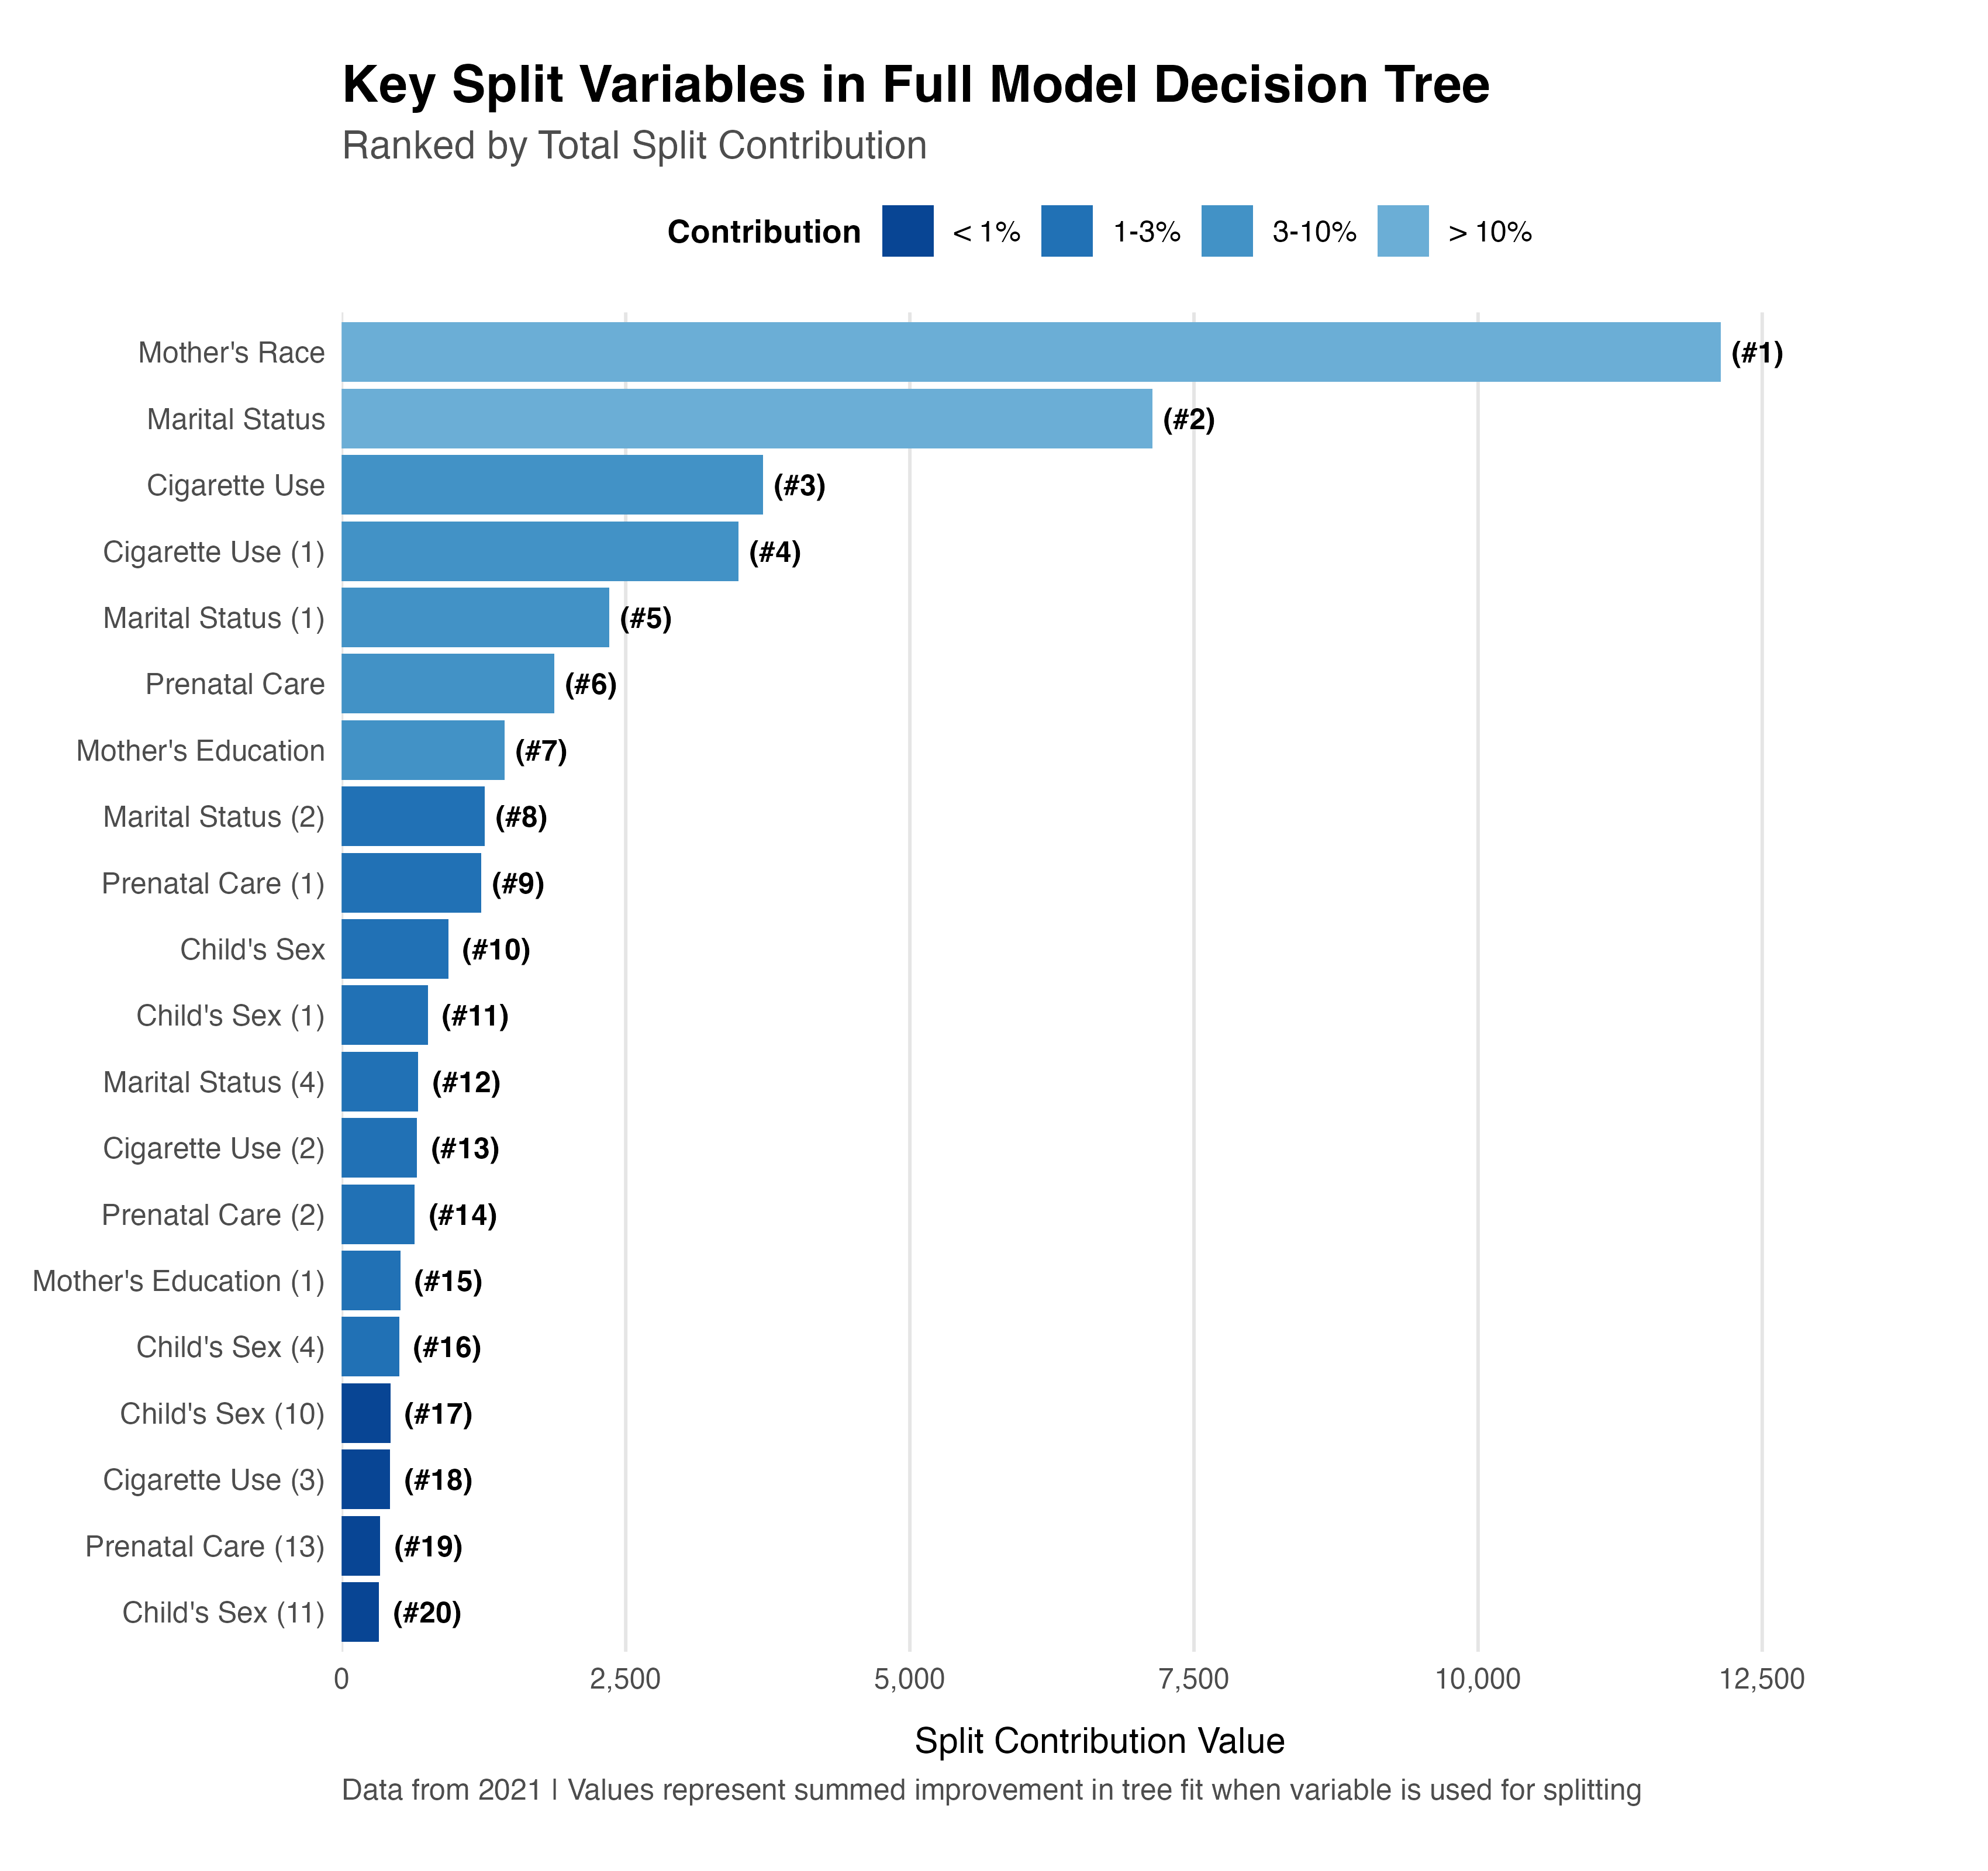 Key Split Variables in Full Model Decision Tree
Ranked by Total Split Contribution
Contribution < 1% 1-3% 3-10% > 10%
Mother's Race (#1)
Marital Status (#2)
Cigarette Use (#3)
Cigarette Use (1) (#4)
Marital Status (1) (#5)
Prenatal Care (#6)
Mother's Education (#7)
Marital Status (2) (#8)
Prenatal Care (1) (#9)
Child's Sex (#10)
Child's Sex (1) (#11)
Marital Status (4) (#12)
Cigarette Use (2) (#13)
Prenatal Care (2) (#14)
Mother's Education (1) (#15)
Child's Sex (4) (#16)
Child's Sex (10) (#17)
Cigarette Use (3) (#18)
Prenatal Care (13) (#19)
Child's Sex (11) (#20)
0 2,500 5,000 7,500 10,000 12,500
Split Contribution Value
Data from 2021 | Values represent summed improvement in tree fit when variable is used for splitting